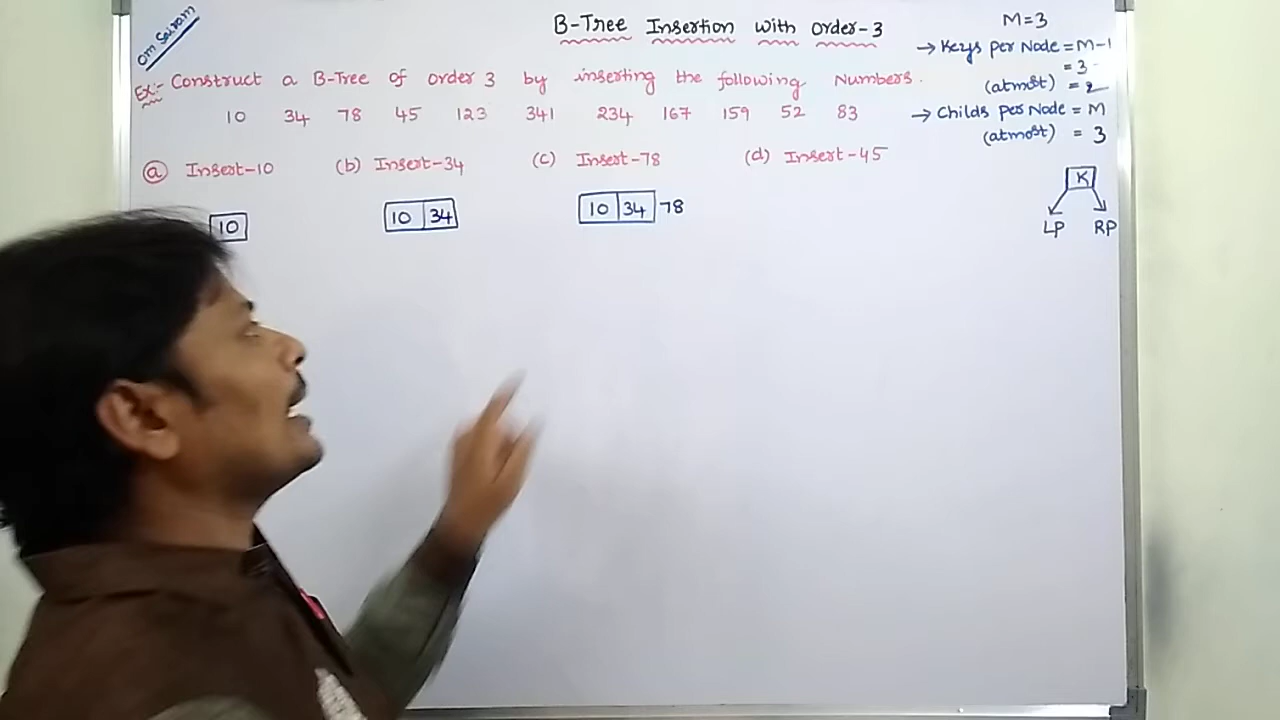 Om Sairam
B-Tree Insertion with order-3
M=3
→ Keys per Node = M-1
= 3-
(atmost) = 2
→ Childs per Node = M
(atmost) = 3
Ex:- Construct a B-Tree of order 3 by inserting the following Numbers.
10 34 78 45 123 341 234 167 159 52 83
(a) Insert-10 (b) Insert-34 (c) Insert-78 (d) Insert-45
10 10 34 10 34 78
K
LP RP